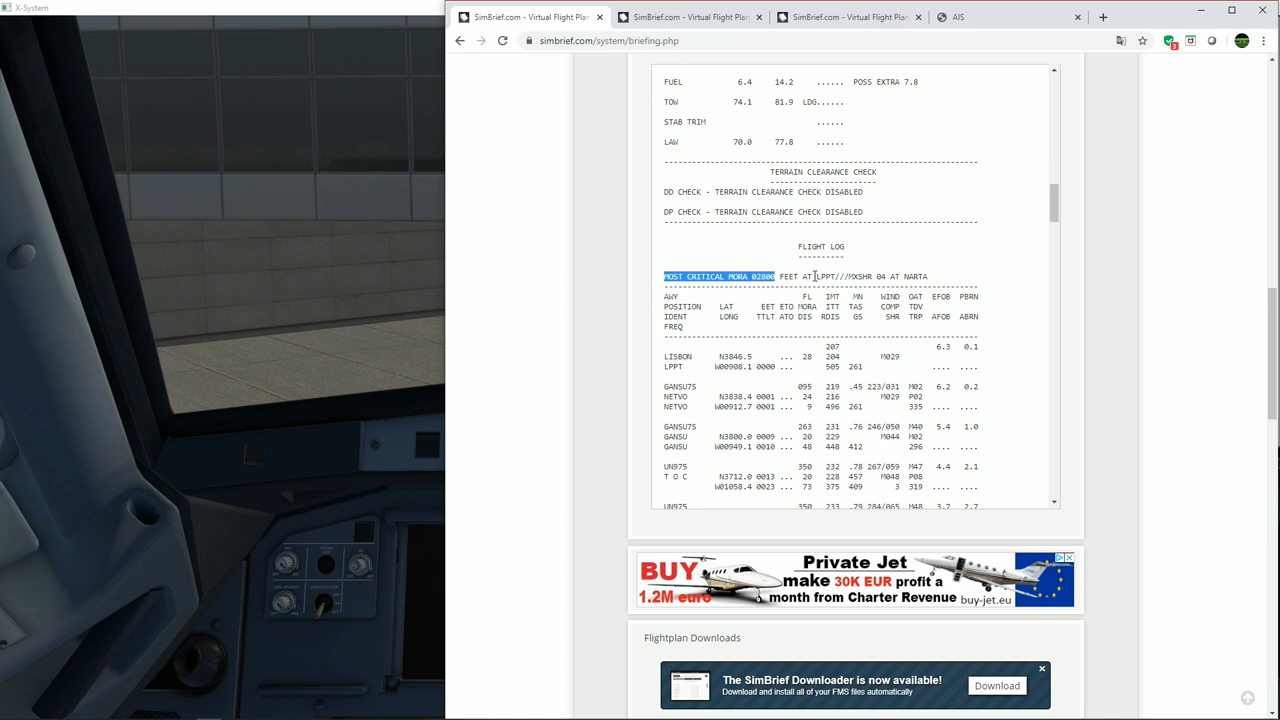 X-System
SimBrief.com - Virtual Flight Plan
SimBrief.com - Virtual Flight Plan
SimBrief.com - Virtual Flight Plan
AIS
simbrief.com/system/briefing.php
3
FUEL 6.4 14.2 ...... POSS EXTRA 7.8
TOW 74.1 81.9 LDG......
STAB TRIM ......
LAW 70.0 77.8 ......
--------------------------------------------------------------------
TERRAIN CLEARANCE CHECK
-----------------------
DD CHECK - TERRAIN CLEARANCE CHECK DISABLED
DP CHECK - TERRAIN CLEARANCE CHECK DISABLED
--------------------------------------------------------------------
FLIGHT LOG
----------
MOST CRITICAL MORA 02800 FEET AT LPPT///MXSHR 04 AT NARTA
--------------------------------------------------------------------
AWY FL IMT MN WIND OAT EFOB PBRN
POSITION LAT EET ETO MORA ITT TAS COMP TDV
IDENT LONG TTLT ATO DIS RDIS GS SHR TRP AFOB ABRN
FREQ
--------------------------------------------------------------------
207 6.3 0.1
LISBON N3846.5 ... 28 204 M029
LPPT W00908.1 0000 ... 505 261 .... ....
GANSU7S 095 219 .45 223/031 M02 6.2 0.2
NETVO N3838.4 0001 ... 24 216 M029 P02
NETVO W00912.7 0001 ... 9 496 261 335 .... ....
GANSU7S 263 231 .76 246/050 M40 5.4 1.0
GANSU N3800.0 0009 ... 20 229 M044 M02
GANSU W00949.1 0010 ... 48 448 412 296 .... ....
UN975 350 232 .78 267/059 M47 4.4 2.1
T O C N3712.0 0013 ... 20 228 457 M048 P08
W01058.4 0023 ... 73 375 409 3 319 .... ....
UN975 350 233 .79 284/065 M48 3.7 2.7
BUY
1.2M euro
Private Jet
make 30K EUR profit a
month from Charter Revenue
buy-jet.eu
Flightplan Downloads
The SimBrief Downloader is now available!
Download and install all of your FMS files automatically
Download